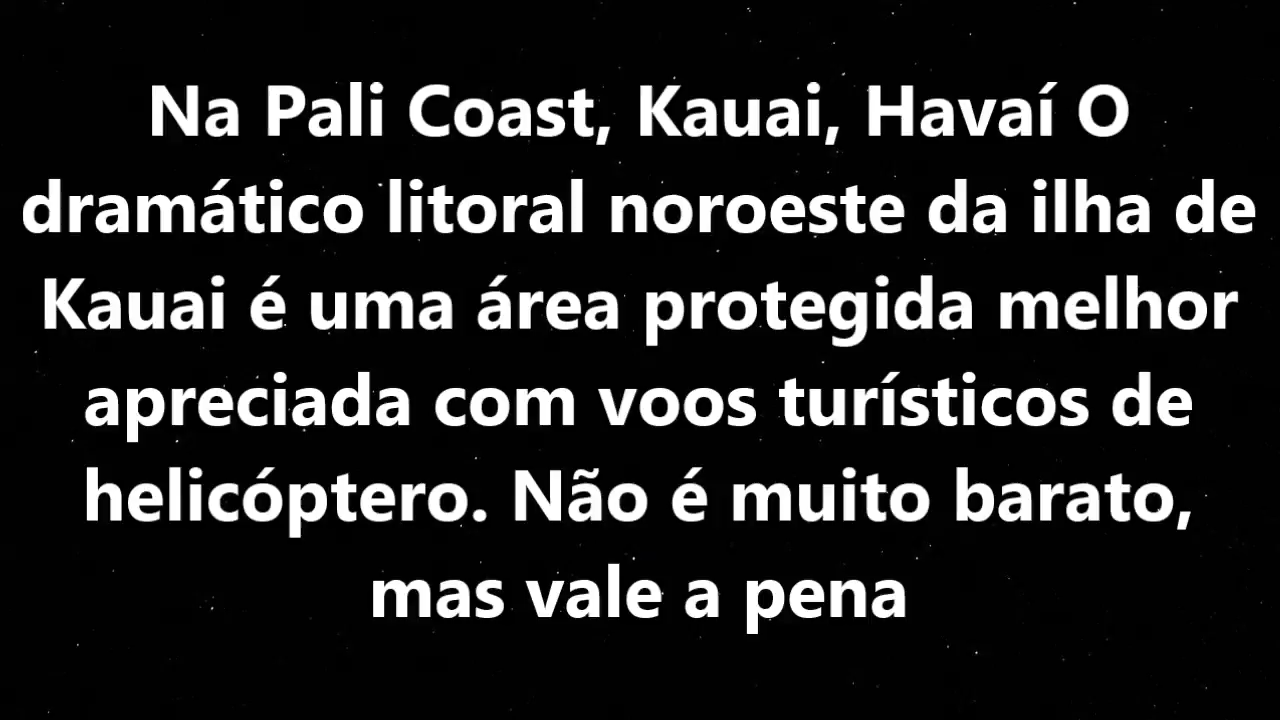 Na Pali Coast, Kauai, Havaí O
dramático litoral noroeste da ilha de
Kauai é uma área protegida melhor
apreciada com voos turísticos de
helicóptero. Não é muito barato,
mas vale a pena